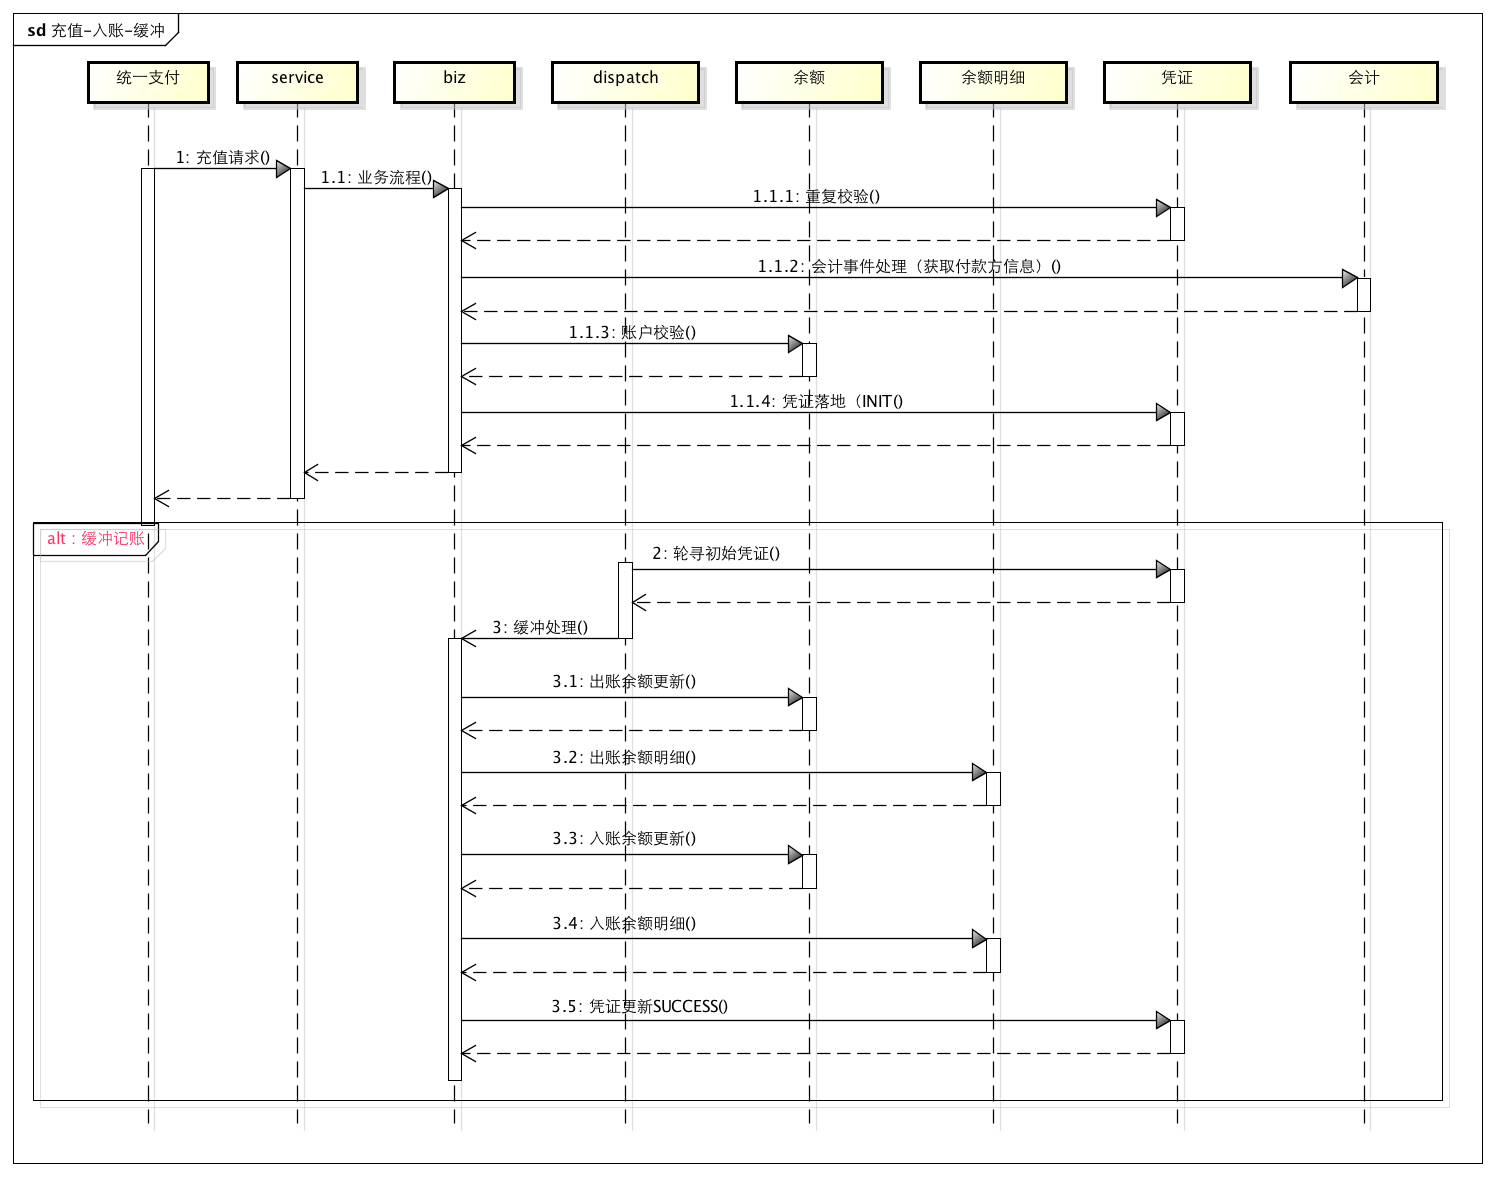 sd 充值-入账-缓冲
统一支付
service
biz
dispatch
余额
余额明细
凭证
会计
1: 充值请求()
1.1: 业务流程()
1.1.1: 重复校验()
1.1.2: 会计事件处理（获取付款方信息）()
1.1.3: 账户校验()
1.1.4: 凭证落地（INIT()
alt : 缓冲记账
2: 轮寻初始凭证()
3: 缓冲处理()
3.1: 出账余额更新()
3.2: 出账余额明细()
3.3: 入账余额更新()
3.4: 入账余额明细()
3.5: 凭证更新SUCCESS()